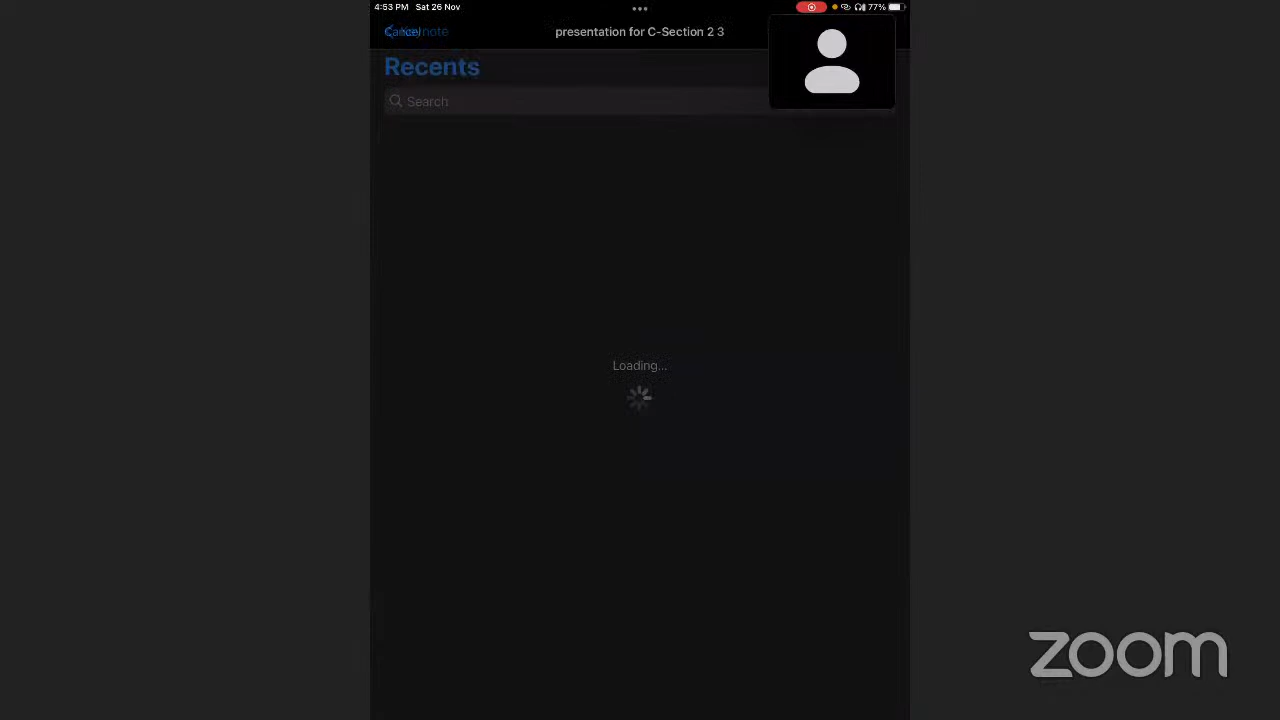 4:53 PM Sat 26 Nov
77%
Cancel
presentation for C-Section 2 3
Recents
Search
Loading...
zoom